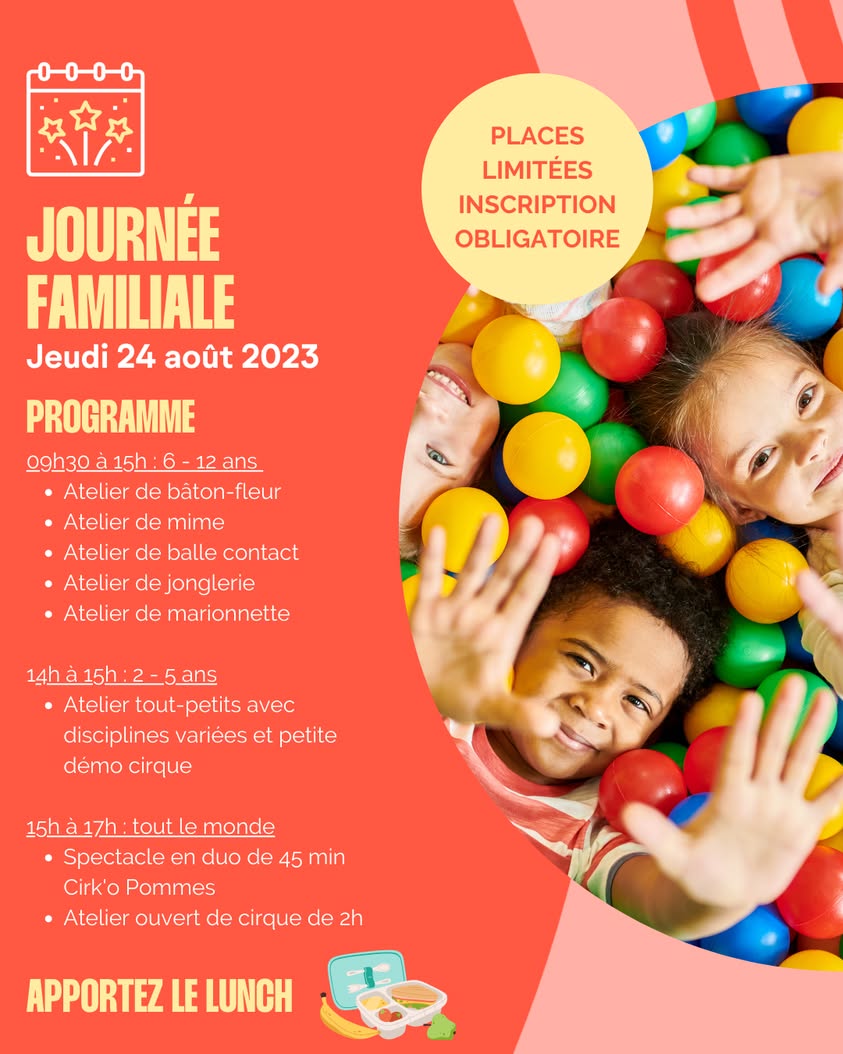 PLACES
LIMITÉES
INSCRIPTION
OBLIGATOIRE
JOURNÉE
FAMILIALE
Jeudi 24 août 2023
PROGRAMME
09h30 à 15h : 6 - 12 ans
• Atelier de bâton-fleur
• Atelier de mime
• Atelier de balle contact
• Atelier de jonglerie
• Atelier de marionnette
14h à 15h : 2 - 5 ans
• Atelier tout-petits avec
disciplines variées et petite
démo cirque
15h à 17h : tout le monde
• Spectacle en duo de 45 min
Cirk'o Pommes
• Atelier ouvert de cirque de 2h
APPORTEZ LE LUNCH